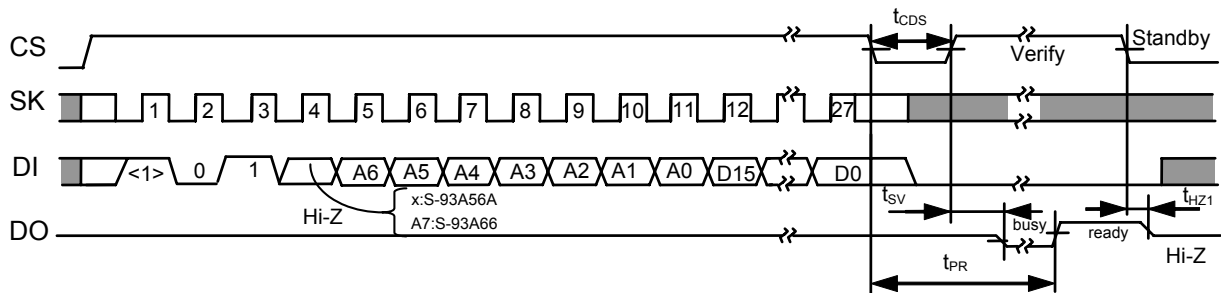 CS tCDS Verify Standby
SK 1 2 3 4 5 6 7 8 9 10 11 12 27
DI <1> 0 1 A6 A5 A4 A3 A2 A1 A0 D15 D0
x:S-93A56A
Hi-Z
A7:S-93A66
tSV
tHZ1
DO busy ready Hi-Z
tPR